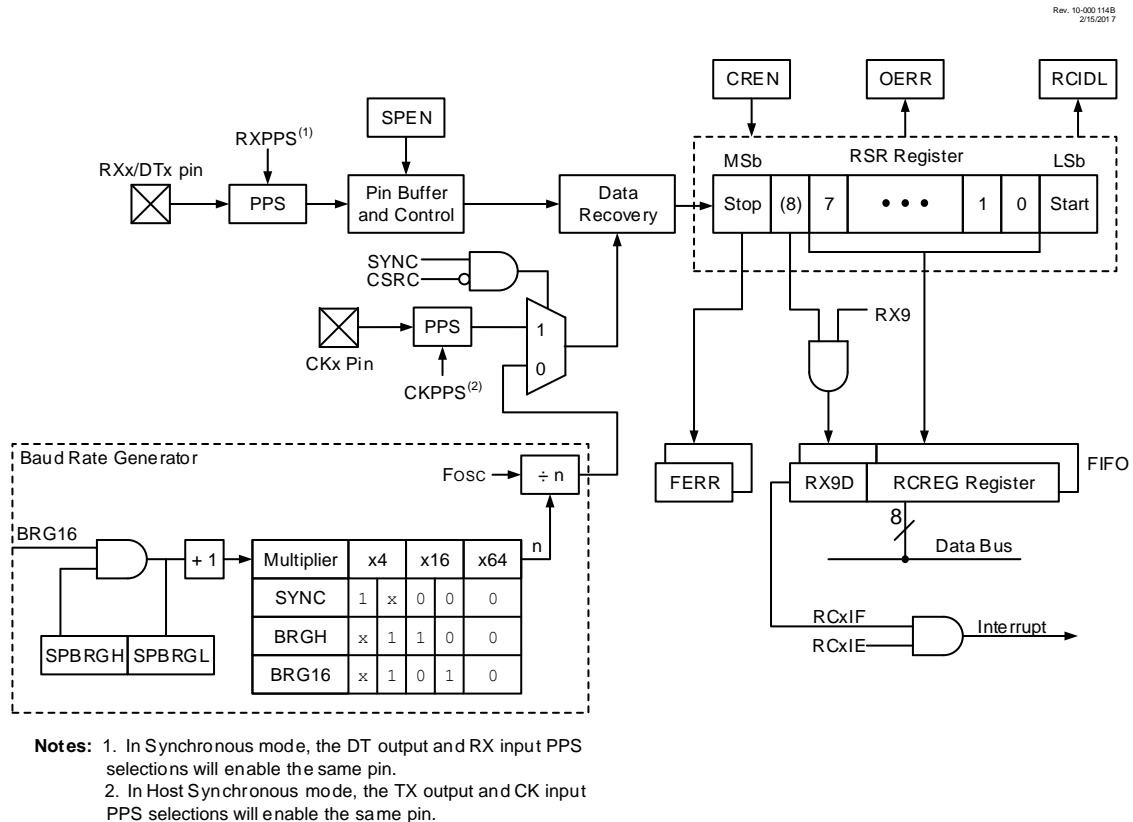 Rev. 10-000114B
2/15/2017
CREN
OERR
RCIDL
SPEN
RXPPS(1)
RXx/DTx pin
MSb
RSR Register
LSb
PPS
Pin Buffer
and Control
Data
Recovery
Stop
(8)
7
• • •
1
0
Start
SYNC
CSRC
RX9
PPS
1
0
CKx Pin
CKPPS(2)
Baud Rate Generator
FOSC
÷ n
FERR
RX9D
RCREG Register
FIFO
8
Data Bus
BRG16
+ 1
n
Multiplier x4 x16 x64
SYNC 1 x 0 0 0
BRGH x 1 1 0 0
BRG16 x 1 0 1 0
SPBRGH
SPBRGL
RCxIF
RCxIE
Interrupt
Notes: 1. In Synchronous mode, the DT output and RX input PPS
selections will enable the same pin.
2. In Host Synchronous mode, the TX output and CK input
PPS selections will enable the same pin.